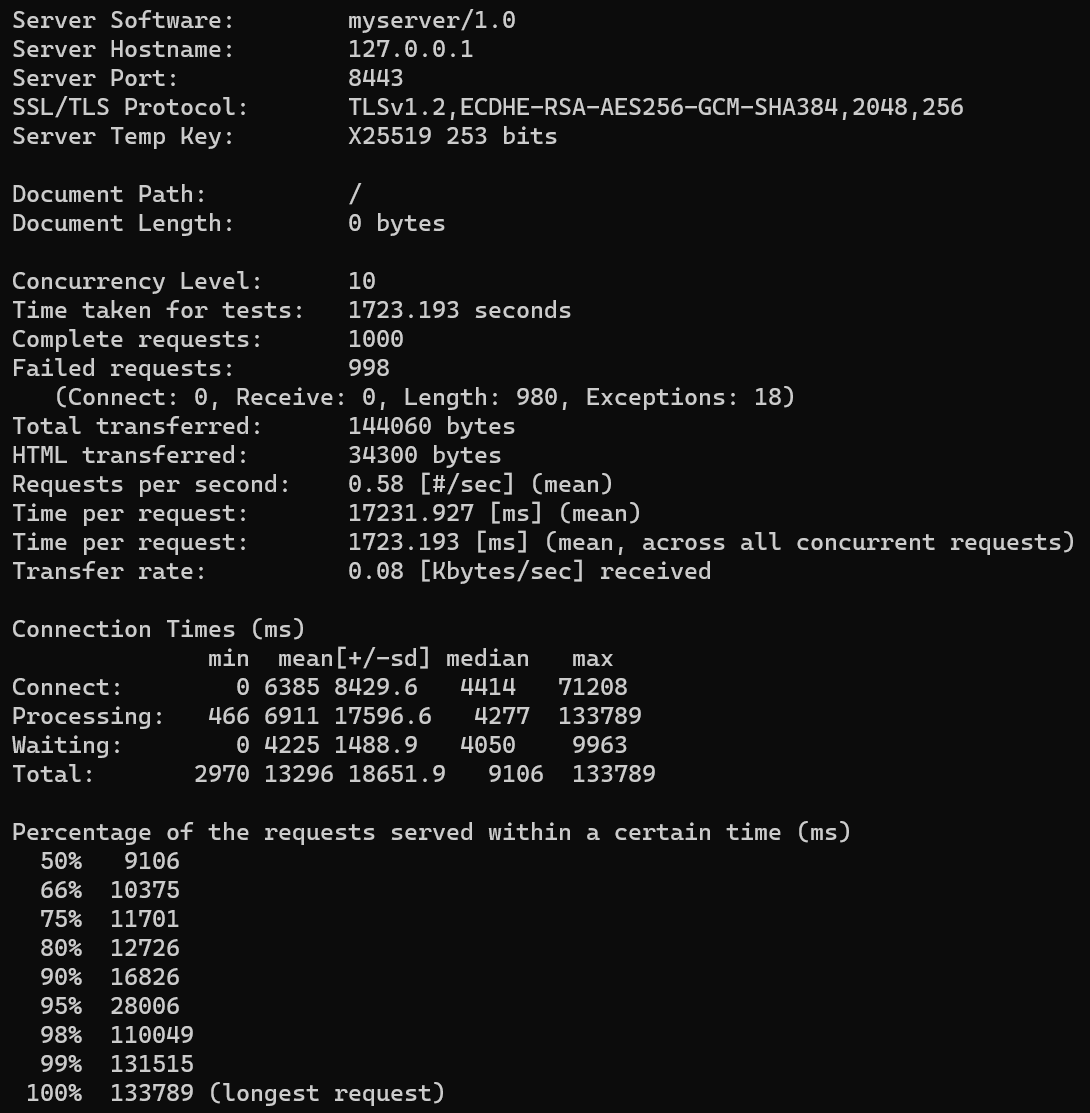 Server Software:        myserver/1.0
Server Hostname:        127.0.0.1
Server Port:            8443
SSL/TLS Protocol:       TLSv1.2,ECDHE-RSA-AES256-GCM-SHA384,2048,256
Server Temp Key:        X25519 253 bits

Document Path:          /
Document Length:        0 bytes

Concurrency Level:      10
Time taken for tests:   1723.193 seconds
Complete requests:      1000
Failed requests:        998
   (Connect: 0, Receive: 0, Length: 980, Exceptions: 18)
Total transferred:      144060 bytes
HTML transferred:       34300 bytes
Requests per second:    0.58 [#/sec] (mean)
Time per request:       17231.927 [ms] (mean)
Time per request:       1723.193 [ms] (mean, across all concurrent requests)
Transfer rate:          0.08 [Kbytes/sec] received

Connection Times (ms)
              min  mean[+/-sd] median   max
Connect:        0 6385 8429.6   4414   71208
Processing:   466 6911 17596.6   4277  133789
Waiting:        0 4225 1488.9   4050    9963
Total:       2970 13296 18651.9   9106  133789

Percentage of the requests served within a certain time (ms)
  50%   9106
  66%  10375
  75%  11701
  80%  12726
  90%  16826
  95%  28006
  98%  110049
  99%  131515
 100%  133789 (longest request)